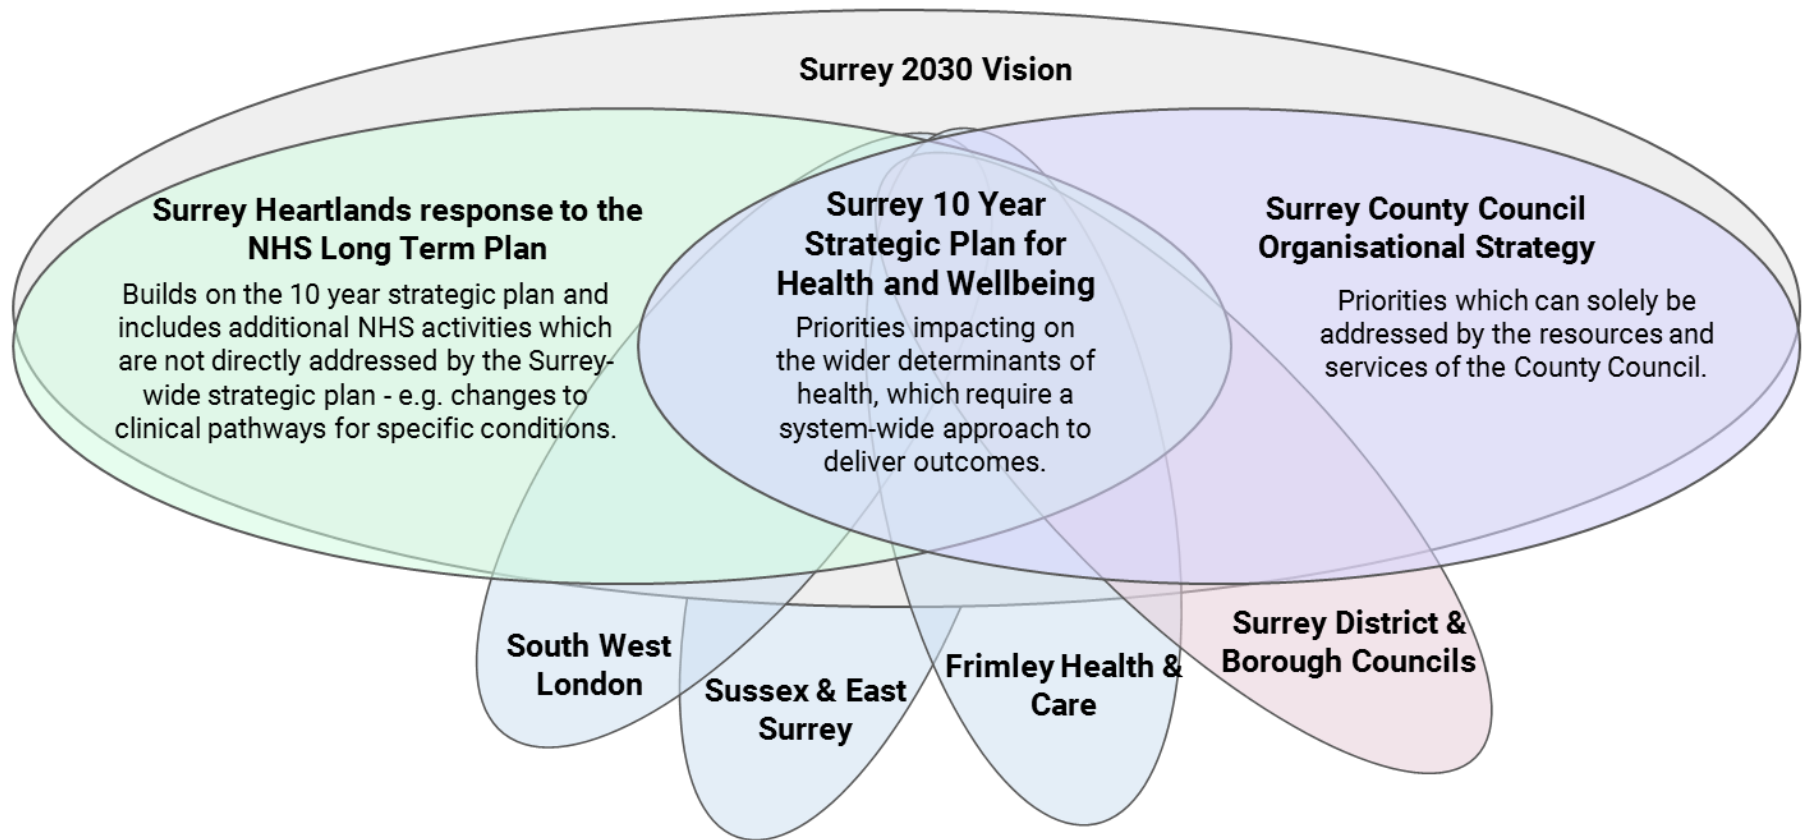 Surrey 2030 Vision
Surrey Heartlands response to the
NHS Long Term Plan
Builds on the 10 year strategic plan and
includes additional NHS activities which
are not directly addressed by the Surrey-
wide strategic plan - e.g. changes to
clinical pathways for specific conditions.
Surrey 10 Year
Strategic Plan for
Health and Wellbeing
Priorities impacting on
the wider determinants of
health, which require a
system-wide approach to
deliver outcomes.
Surrey County Council
Organisational Strategy
Priorities which can solely be
addressed by the resources and
services of the County Council.
South West
London
Sussex & East
Surrey
Frimley Health &
Care
Surrey District &
Borough Councils